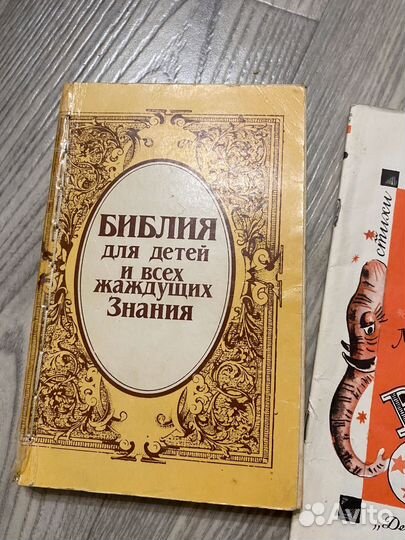 БИБЛИЯ
для детей
и всех
жаждущих
Знания
стихи
Avito